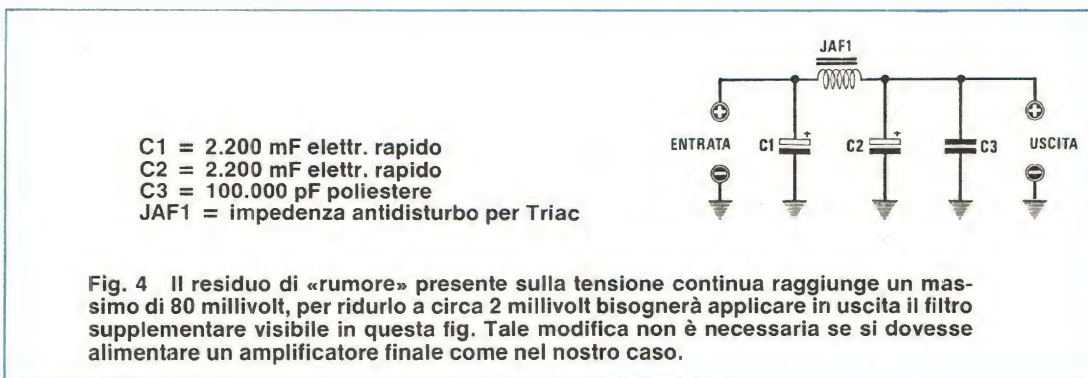 JAF1
ENTRATA
C1
+
C2
+
C3
USCITA
C1 = 2.200 mF elettr. rapido
C2 = 2.200 mF elettr. rapido
C3 = 100.000 pF poliestere
JAF1 = impedenza antidisturbo per Triac
Fig. 4 Il residuo di «rumore» presente sulla tensione continua raggiunge un mas-
simo di 80 millivolt, per ridurlo a circa 2 millivolt bisognerà applicare in uscita il filtro
supplementare visibile in questa fig. Tale modifica non è necessaria se si dovesse
alimentare un amplificatore finale come nel nostro caso.